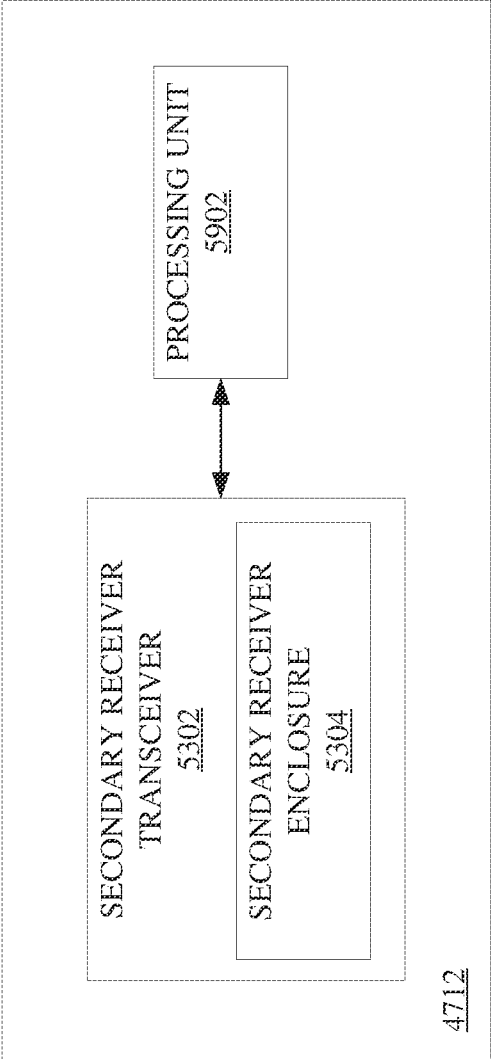 SECONDARY RECEIVER
TRANSCEIVER
5302
SECONDARY RECEIVER
ENCLOSURE
5304
PROCESSING UNIT
5902
4712